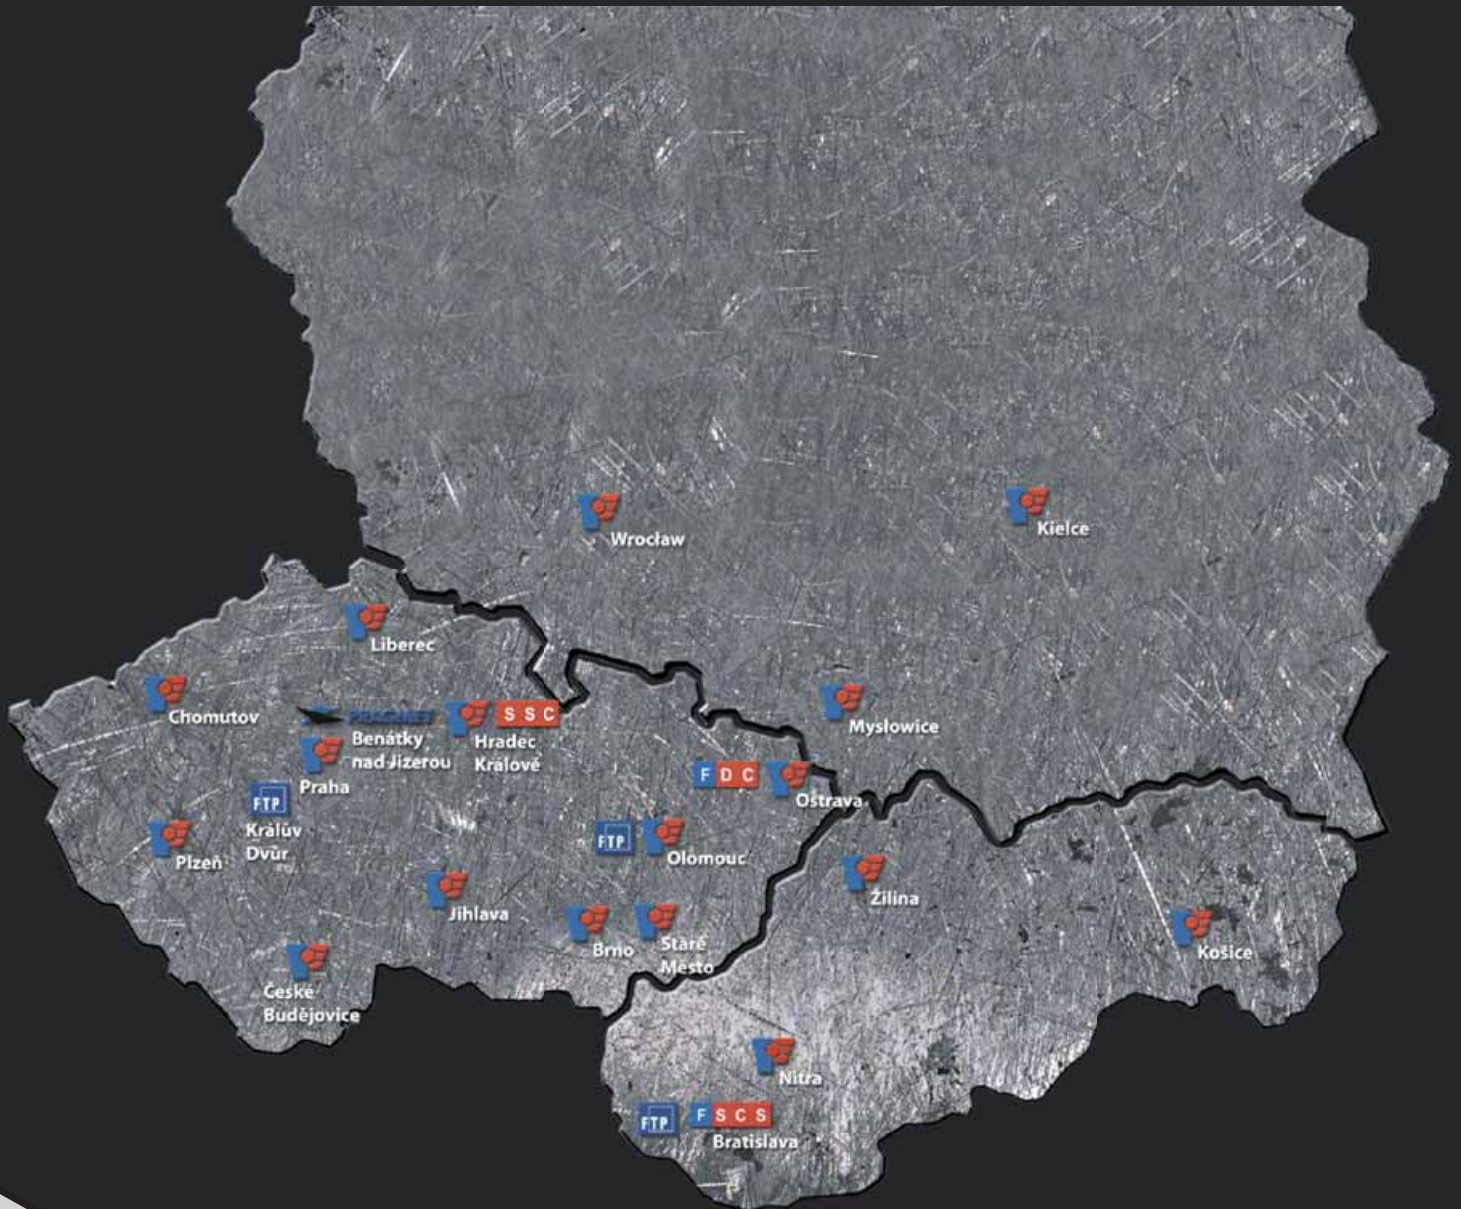 Wrocław
Kielce
Liberec
Chomutov
PRAGMET
Benátky
nad Jizerou
S S C
Hradec
Králové
Mysłowice
Praha
F D C
Ostrava
FTP
Králův
Dvůr
Plzeň
FTP
Olomouc
Žilina
Jihlava
Brno
Staré
Město
Košice
České
Budějovice
Nitra
FTP
F S C S
Bratislava